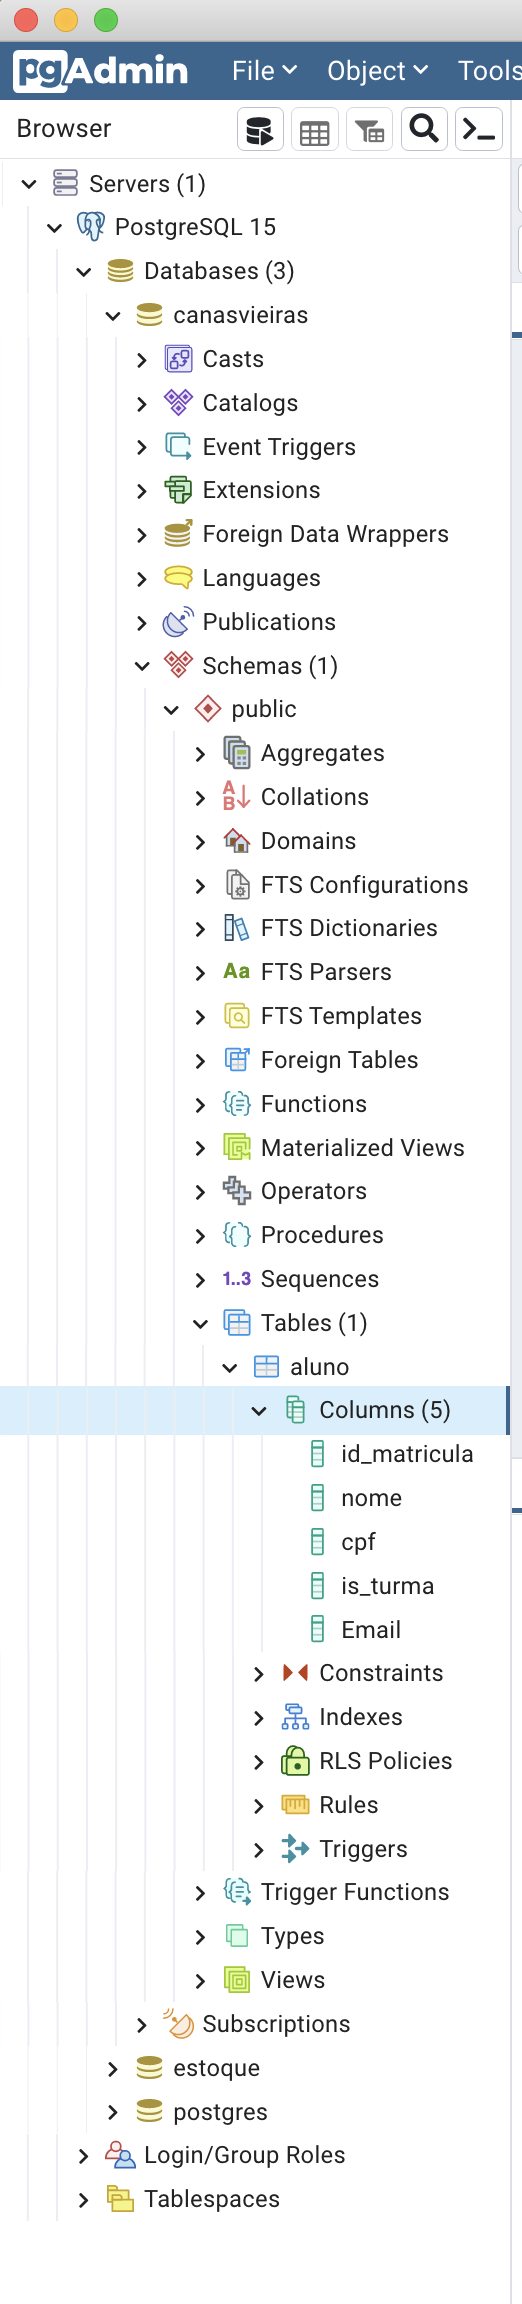 pgAdmin File Object Tools
Browser
Servers (1)
PostgreSQL 15
Databases (3)
canasvieiras
Casts
Catalogs
Event Triggers
Extensions
Foreign Data Wrappers
Languages
Publications
Schemas (1)
public
Aggregates
Collations
Domains
FTS Configurations
FTS Dictionaries
Aa FTS Parsers
FTS Templates
Foreign Tables
Functions
Materialized Views
Operators
Procedures
1..3 Sequences
Tables (1)
aluno
Columns (5)
id_matricula
nome
cpf
is_turma
Email
Constraints
Indexes
RLS Policies
Rules
Triggers
Trigger Functions
Types
Views
Subscriptions
estoque
postgres
Login/Group Roles
Tablespaces